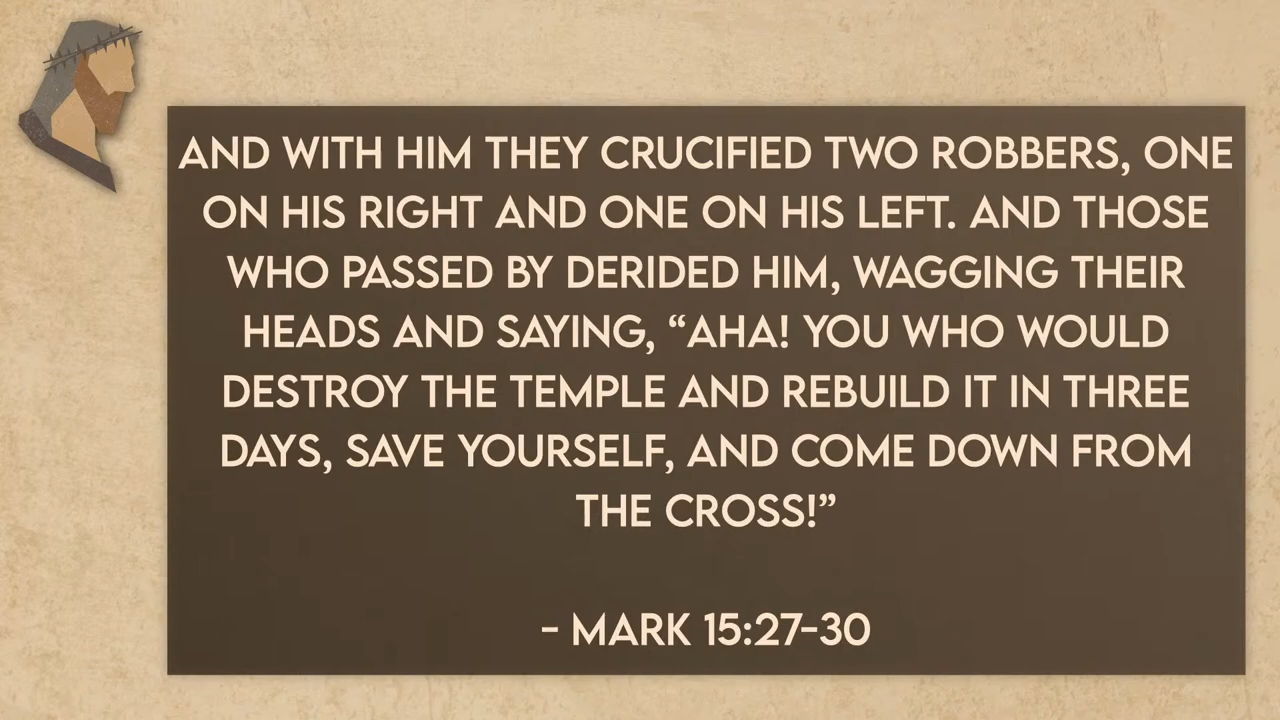 AND WITH HIM THEY CRUCIFIED TWO ROBBERS, ONE
ON HIS RIGHT AND ONE ON HIS LEFT. AND THOSE
WHO PASSED BY DERIDED HIM, WAGGING THEIR
HEADS AND SAYING, “AHA! YOU WHO WOULD
DESTROY THE TEMPLE AND REBUILD IT IN THREE
DAYS, SAVE YOURSELF, AND COME DOWN FROM
THE CROSS!”
- MARK 15:27-30